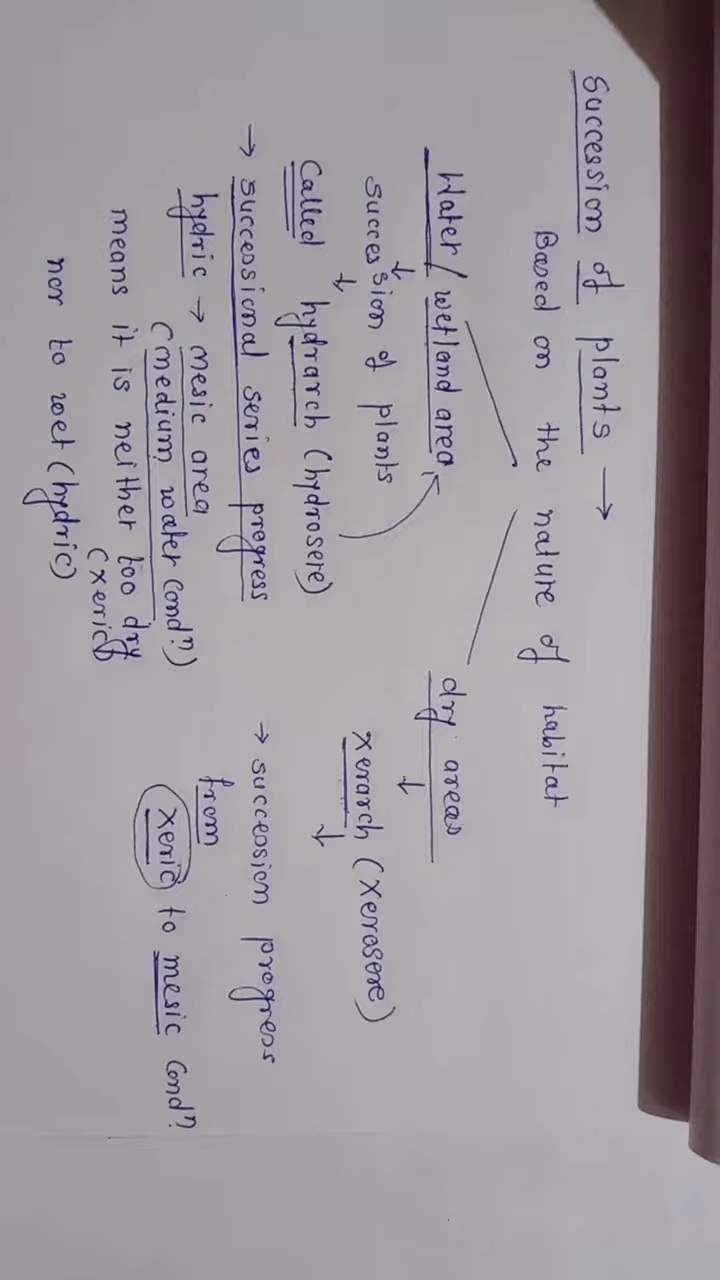 Succession of plants →
Based on the nature of habitat
Water/wetland area
↓
succession of plants
↓
Called hydrarch (hydrosere)
→ successional series progress
hydric → mesic area
(medium water condⁿ)
means it is neither too dry
(xeric)
nor to wet (hydric)
dry areas
↓
xerarch (xerosere)
↓
→ succession progress
from
xeric to mesic condⁿ